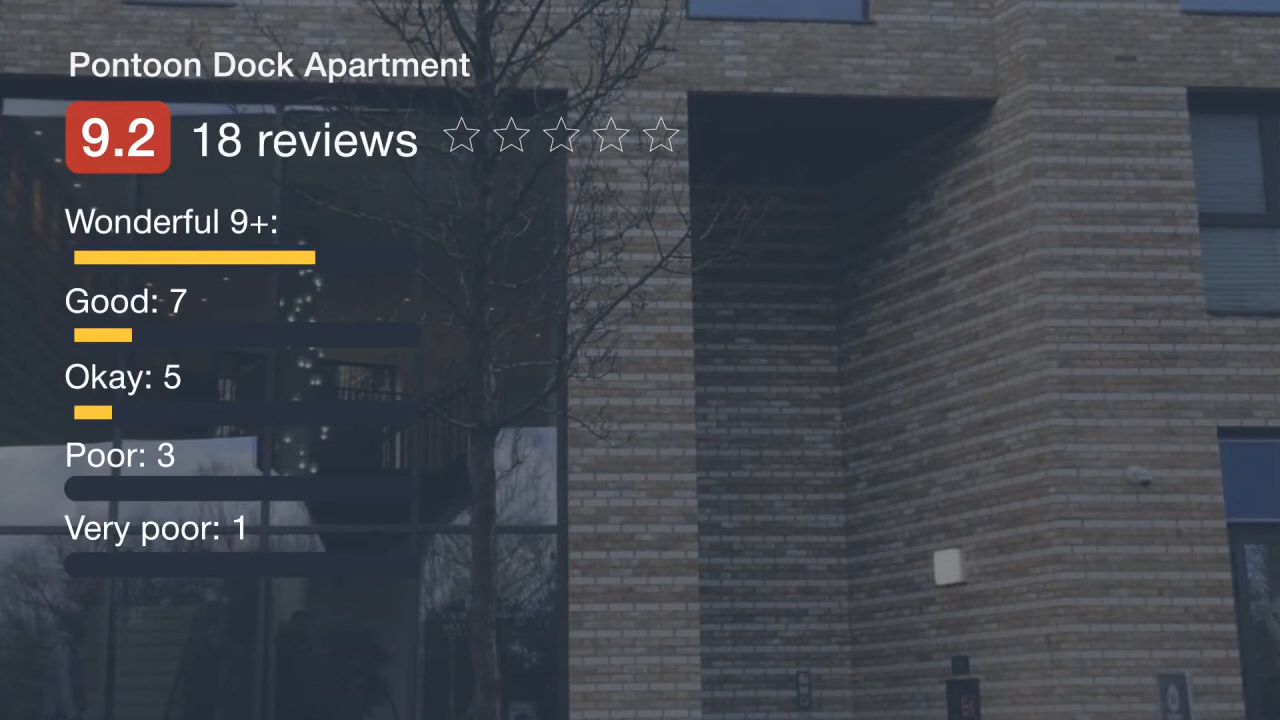 Pontoon Dock Apartment
9.2 18 reviews
Wonderful 9+:
Good: 7
Okay: 5
Poor: 3
Very poor: 1